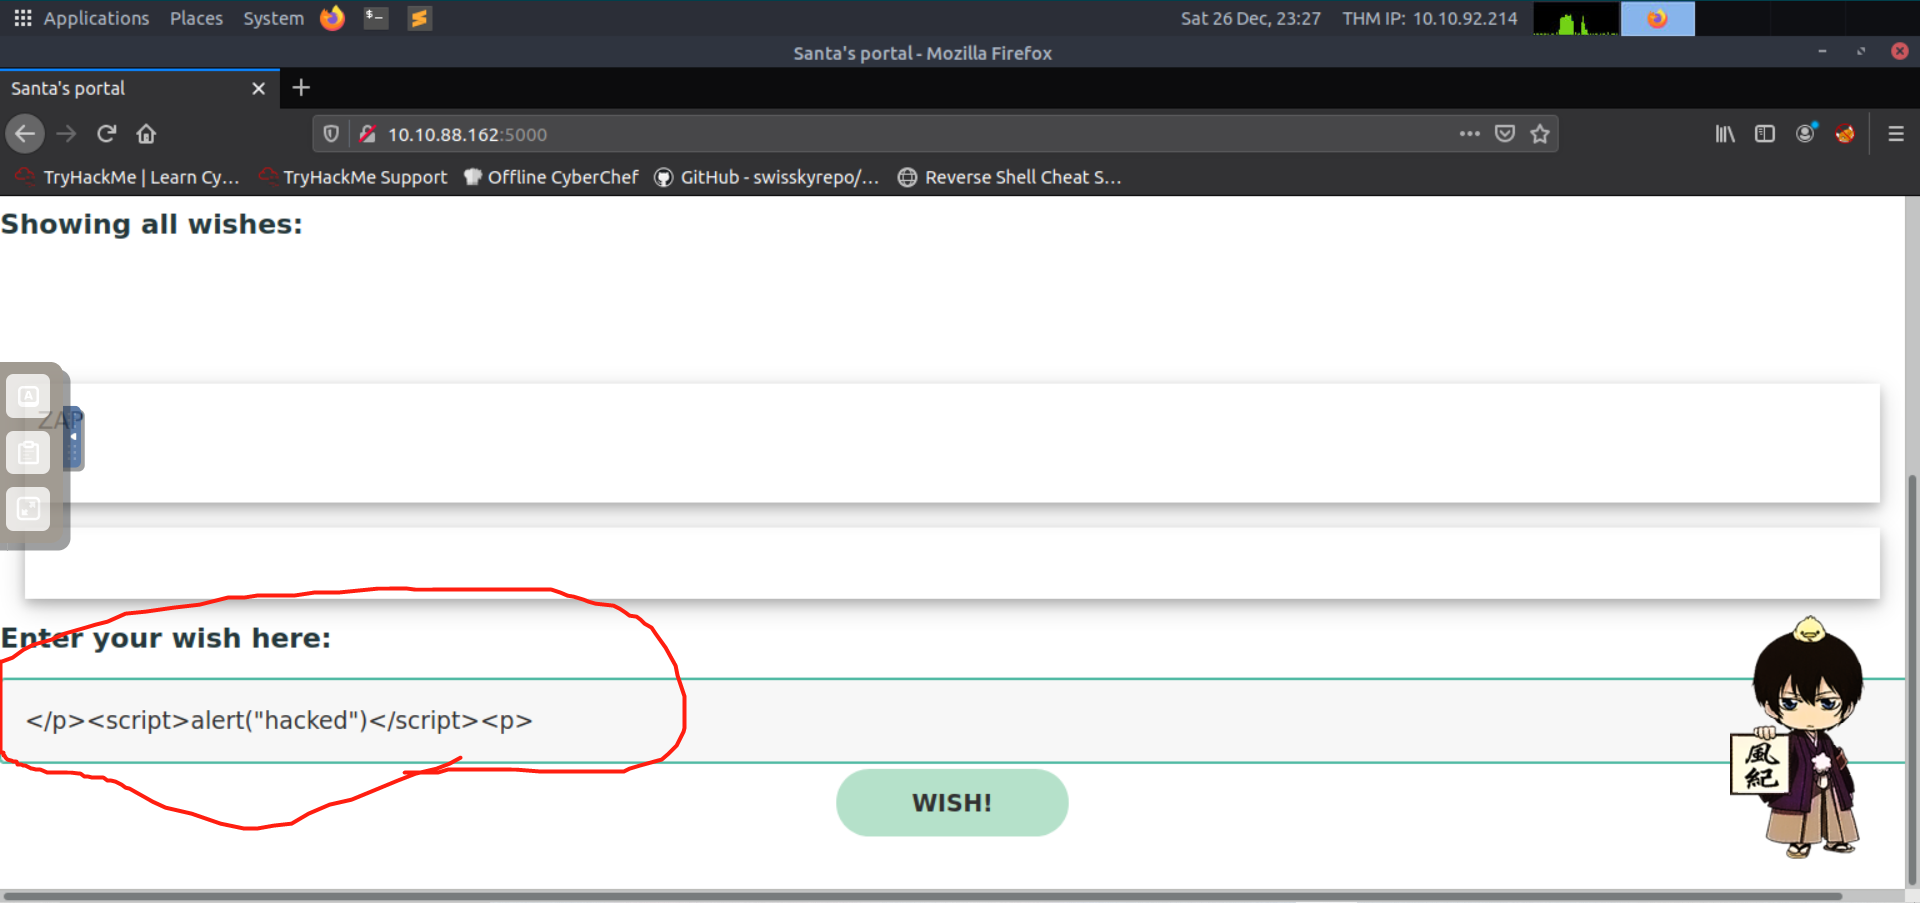 Applications Places System Sat 26 Dec, 23:27 THM IP: 10.10.92.214
Santa's portal - Mozilla Firefox
Santa's portal
10.10.88.162:5000
TryHackMe | Learn Cy... TryHackMe Support Offline CyberChef GitHub - swisskyrepo/... Reverse Shell Cheat S...
Showing all wishes:
A
ZAP
Enter your wish here:
</p><script>alert("hacked")</script><p>
風
紀
WISH!